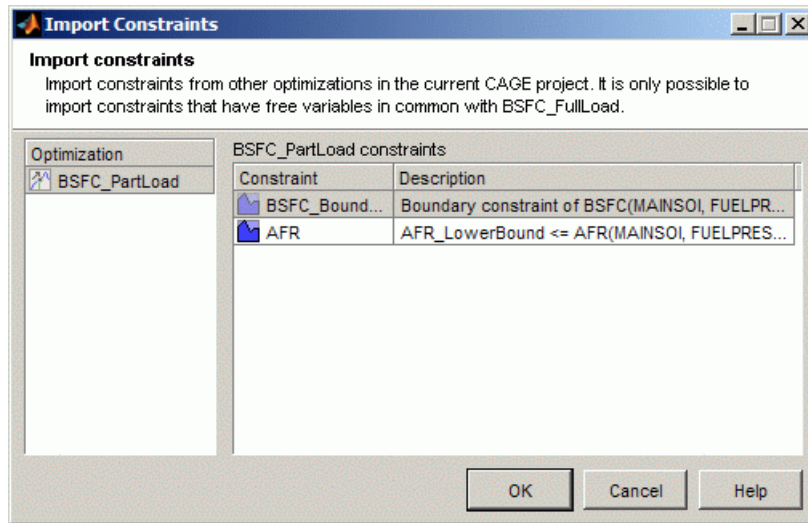 Import Constraints
Import constraints
Import constraints from other optimizations in the current CAGE project. It is only possible to
import constraints that have free variables in common with BSFC_FullLoad.
Optimization
BSFC_PartLoad
BSFC_PartLoad constraints
Constraint Description
BSFC_Bound... Boundary constraint of BSFC(MAINSOI, FUELPR...
AFR AFR_LowerBound <= AFR(MAINSOI, FUELPRES...
OK Cancel Help